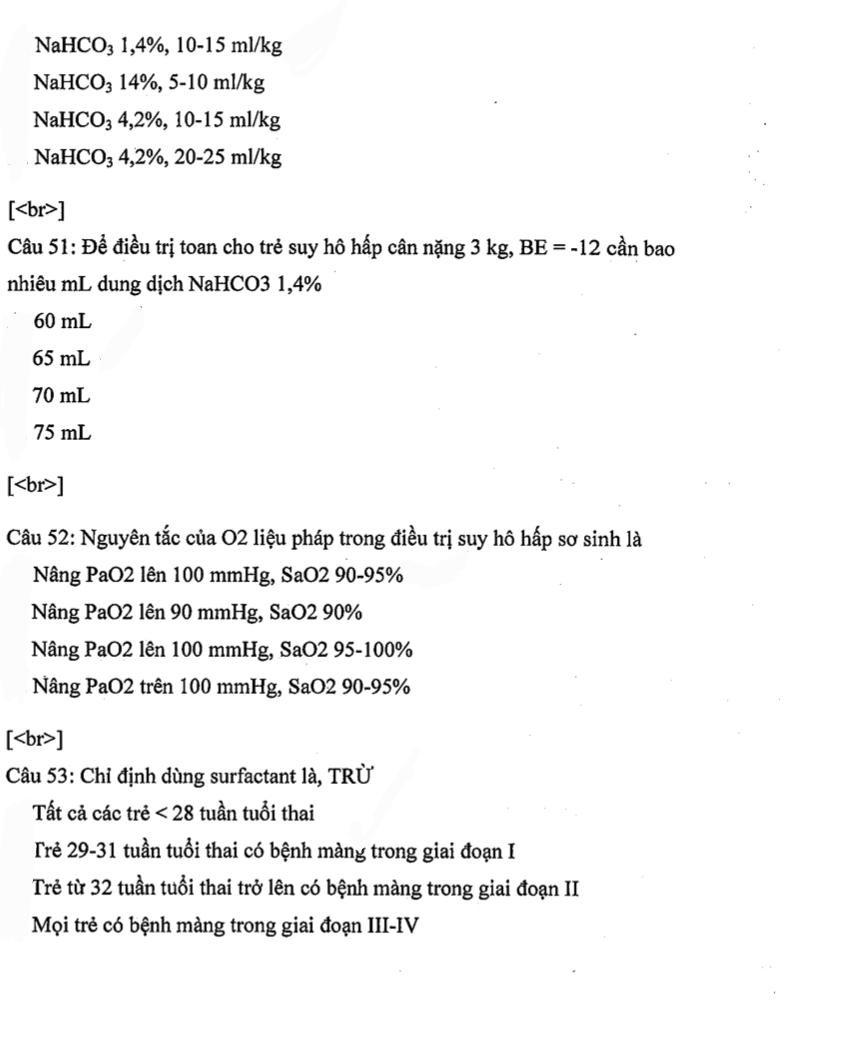 NaHCO₃ 1,4%, 10-15 ml/kg
NaHCO₃ 14%, 5-10 ml/kg
NaHCO₃ 4,2%, 10-15 ml/kg
NaHCO₃ 4,2%, 20-25 ml/kg
[<br>]
Câu 51: Để điều trị toan cho trẻ suy hô hấp cân nặng 3 kg, BE = -12 cần bao
nhiêu mL dung dịch NaHCO3 1,4%
60 mL
65 mL
70 mL
75 mL
[<br>]
Câu 52: Nguyên tắc của O2 liệu pháp trong điều trị suy hô hấp sơ sinh là
Nâng PaO2 lên 100 mmHg, SaO2 90-95%
Nâng PaO2 lên 90 mmHg, SaO2 90%
Nâng PaO2 lên 100 mmHg, SaO2 95-100%
Nâng PaO2 trên 100 mmHg, SaO2 90-95%
[<br>]
Câu 53: Chỉ định dùng surfactant là, TRỪ
Tất cả các trẻ < 28 tuần tuổi thai
Trẻ 29-31 tuần tuổi thai có bệnh màng trong giai đoạn I
Trẻ từ 32 tuần tuổi thai trở lên có bệnh màng trong giai đoạn II
Mọi trẻ có bệnh màng trong giai đoạn III-IV